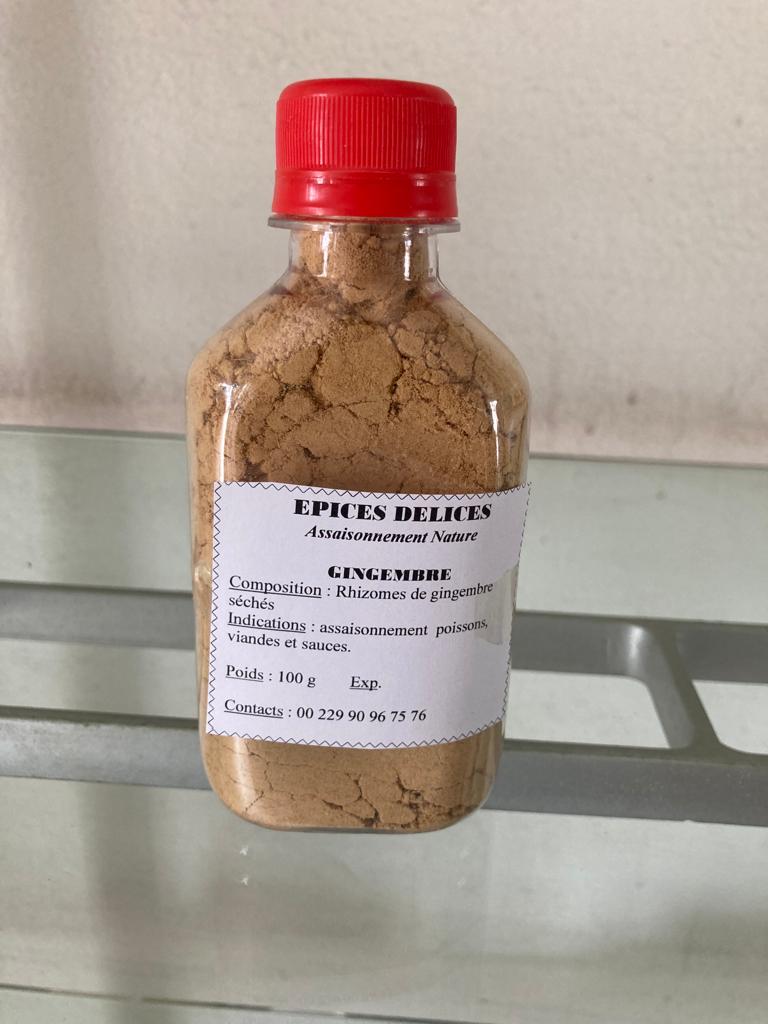 EPICES DELICES
Assaisonnement Nature
GINGEMBRE
Composition : Rhizomes de gingembre
séchés
Indications : assaisonnement poissons,
viandes et sauces.
Poids : 100 g Exp.
Contacts : 00 229 90 96 75 76